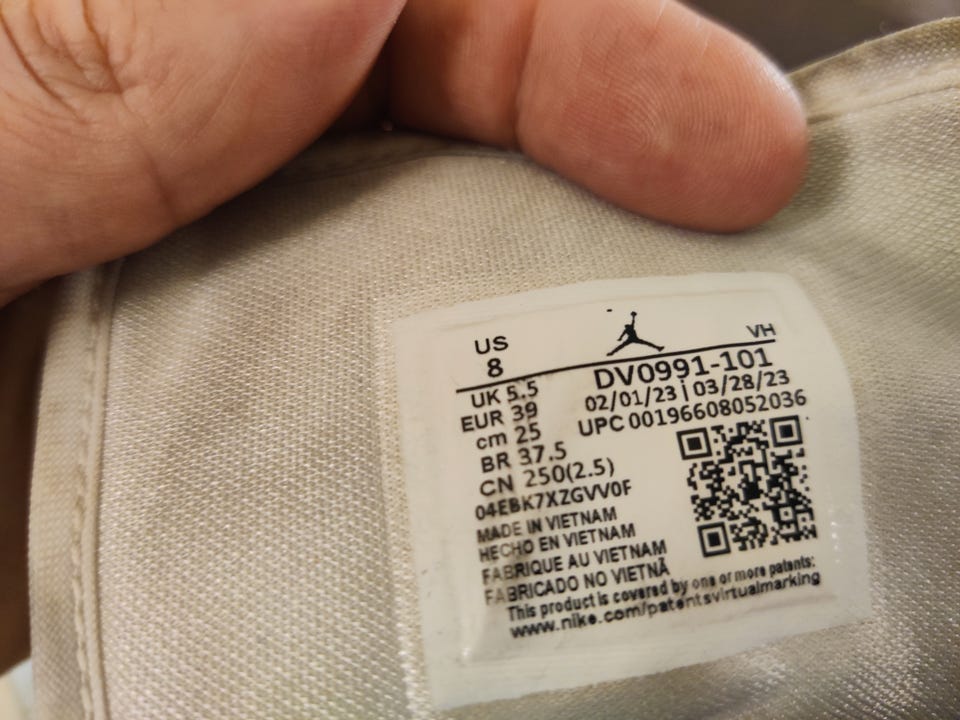 US
8
VH
UK 5.5
EUR 39
cm 25
BR 37.5
CN 250(2.5)
DV0991-101
02/01/23 | 03/28/23
UPC 00196608052036
04EBK7XZGVV0F
MADE IN VIETNAM
HECHO EN VIETNAM
FABRIQUE AU VIETNAM
FABRICADO NO VIETNÃ
This product is covered by one or more patents:
www.nike.com/patentsvirtualmarking